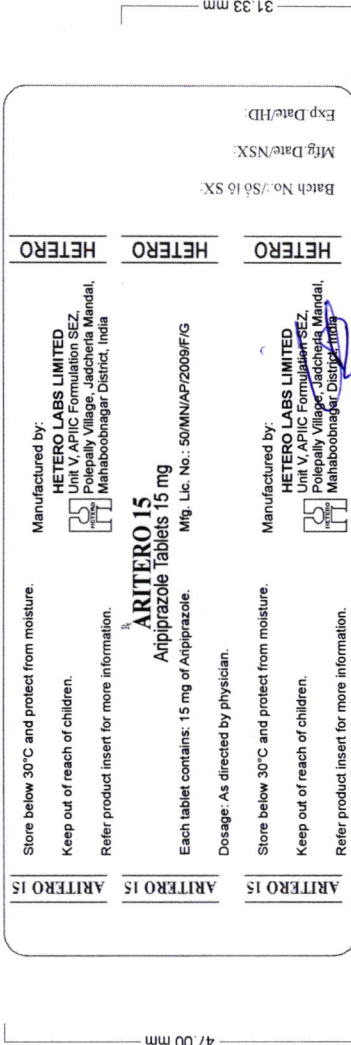 31.33 mm
Exp.Date/HD:
Mfg.Date/NSX:
Batch No./Số lô SX:
ARITERO 15
Store below 30°C and protect from moisture.
Keep out of reach of children.
Refer product insert for more information.
Manufactured by:
HETERO LABS LIMITED
Unit V, APIIC Formulation SEZ,
Polepally Village, Jadcherla Mandal,
Mahaboobnagar District, India
HETERO
HETERO
ARITERO 15
Rx
ARITERO 15
Aripiprazole Tablets 15 mg
Each tablet contains: 15 mg of Aripiprazole.
Mfg. Lic. No.: 50/MN/AP/2009/F/G
Dosage: As directed by physician.
HETERO
ARITERO 15
Store below 30°C and protect from moisture.
Keep out of reach of children.
Refer product insert for more information.
Manufactured by:
HETERO LABS LIMITED
Unit V, APIIC Formulation SEZ,
Polepally Village, Jadcherla Mandal,
Mahaboobnagar District, India
HETERO
HETERO
47.00 mm